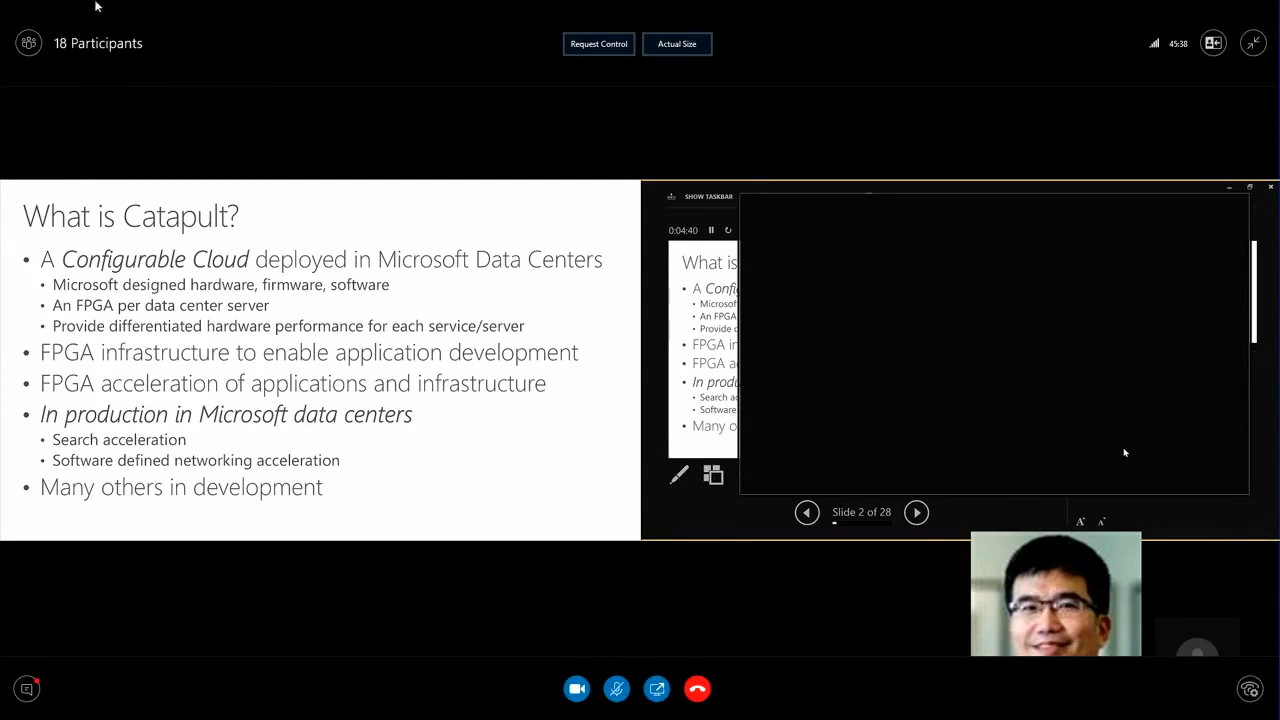 18 Participants
Request Control
Actual Size
45:38
What is Catapult?
• A Configurable Cloud deployed in Microsoft Data Centers
• Microsoft designed hardware, firmware, software
• An FPGA per data center server
• Provide differentiated hardware performance for each service/server
• FPGA infrastructure to enable application development
• FPGA acceleration of applications and infrastructure
• In production in Microsoft data centers
• Search acceleration
• Software defined networking acceleration
• Many others in development
SHOW TASKBAR
0:04:40
What is
• A Config
• Microsof
• An FPGA
• Provide d
• FPGA in
• FPGA ac
• In produ
• Search ac
• Software
• Many o
Slide 2 of 28
A A